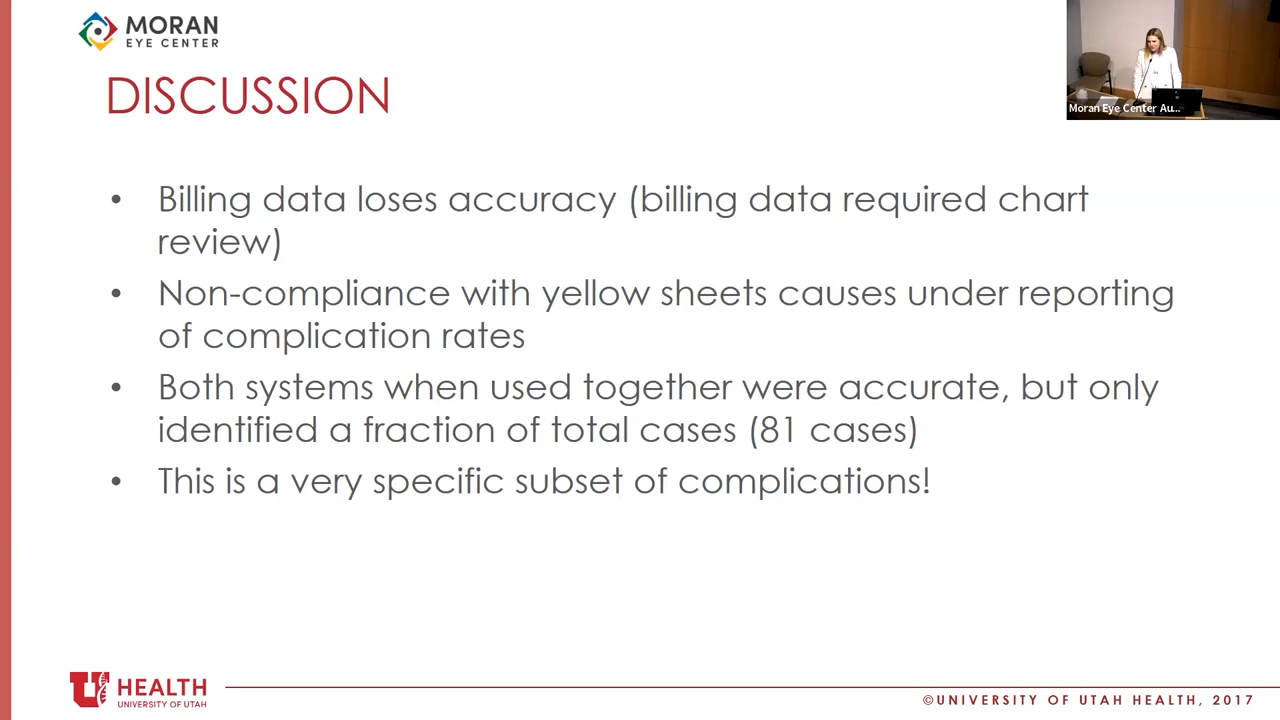 MORAN
EYE CENTER
DISCUSSION
Moran Eye Center Au...
• Billing data loses accuracy (billing data required chart
review)
• Non-compliance with yellow sheets causes under reporting
of complication rates
• Both systems when used together were accurate, but only
identified a fraction of total cases (81 cases)
• This is a very specific subset of complications!
U HEALTH
UNIVERSITY OF UTAH
©UNIVERSITY OF UTAH HEALTH, 2017